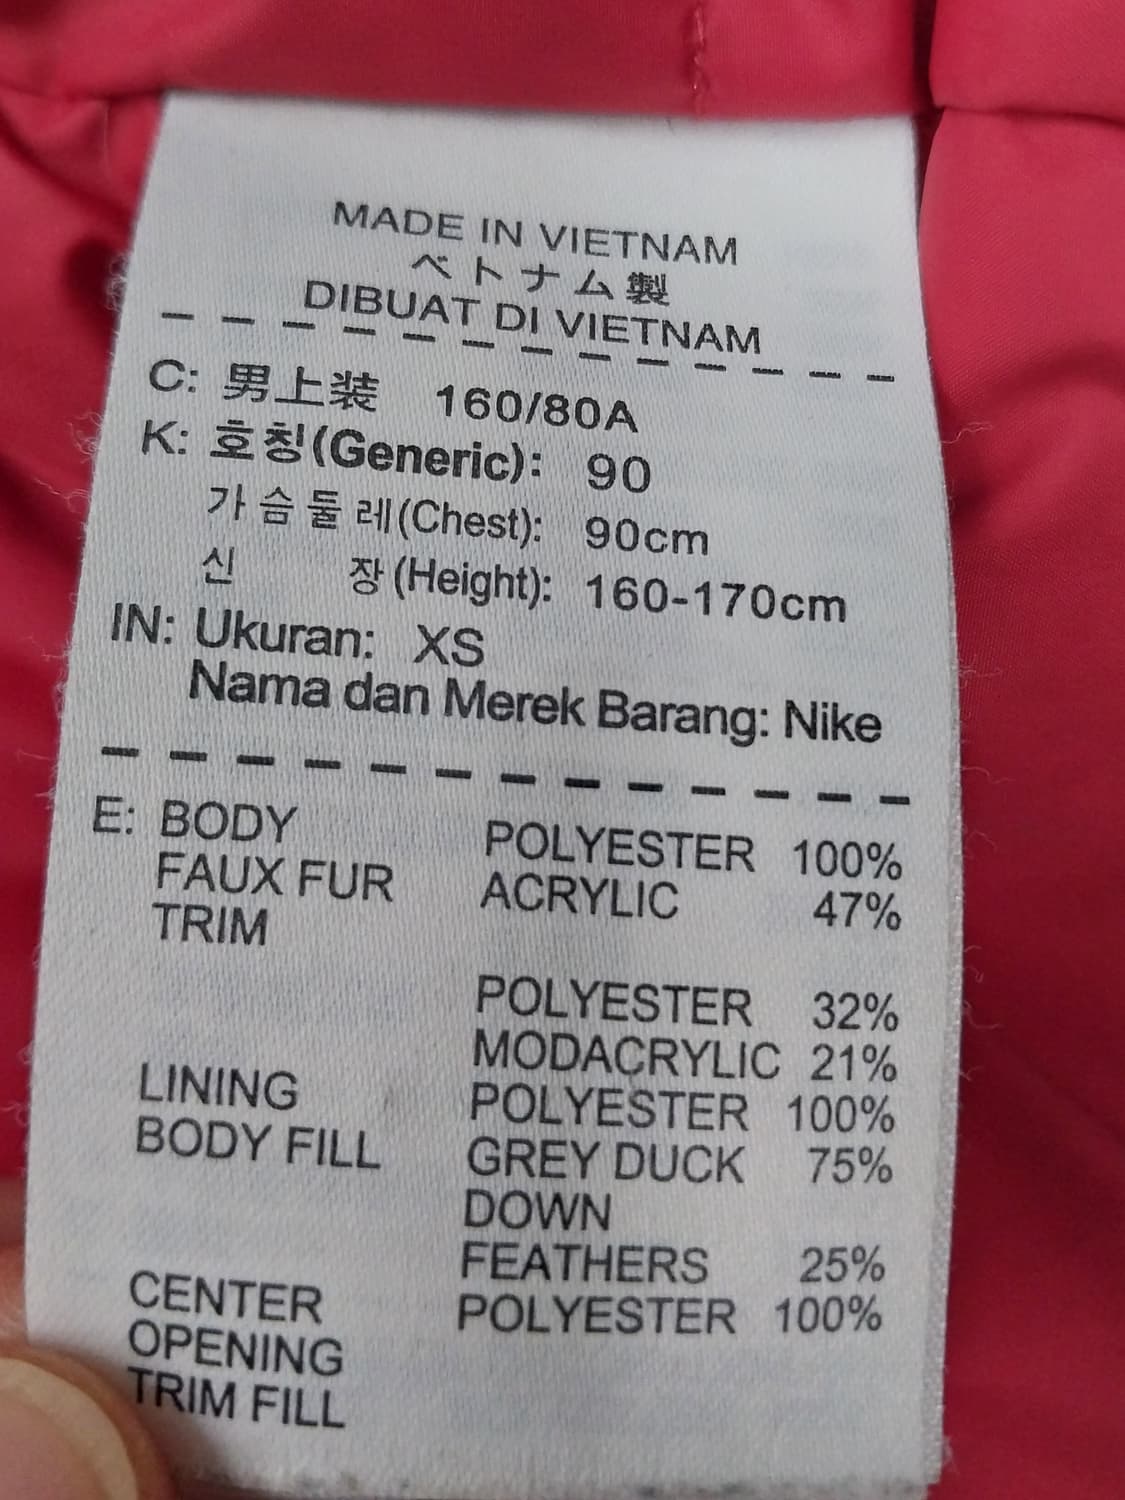 MADE IN VIETNAM
ベトナム製
DIBUAT DI VIETNAM
C: 男上装 160/80A
K: 호칭(Generic): 90
가슴둘레(Chest): 90cm
신 장(Height): 160-170cm
IN: Ukuran: XS
Nama dan Merek Barang: Nike
E: BODY POLYESTER 100%
FAUX FUR ACRYLIC 47%
TRIM
POLYESTER 32%
MODACRYLIC 21%
LINING POLYESTER 100%
BODY FILL GREY DUCK 75%
DOWN
FEATHERS 25%
CENTER POLYESTER 100%
OPENING
TRIM FILL